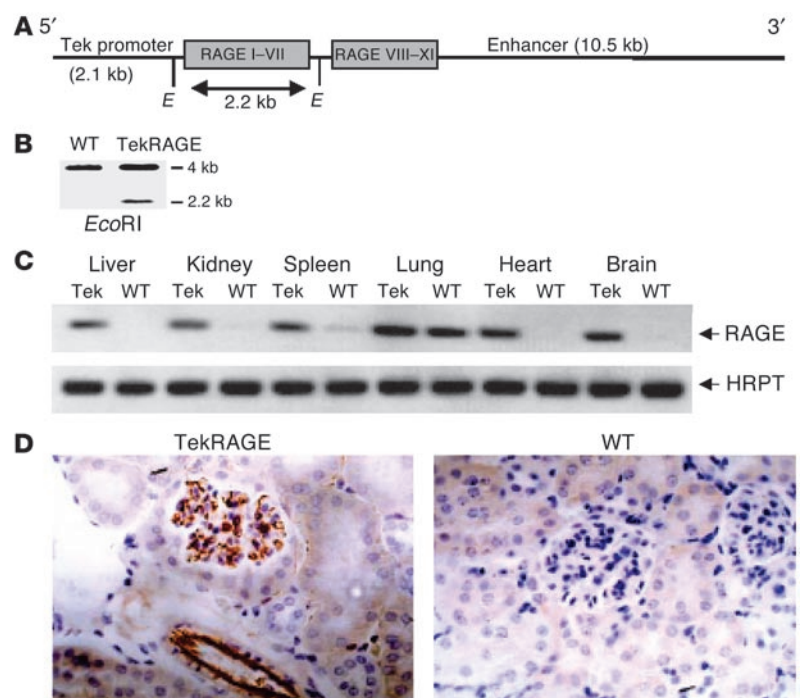 A 5′ 3′
Tek promoter RAGE I–VII RAGE VIII–XI Enhancer (10.5 kb)
(2.1 kb)
E 2.2 kb E
B WT TekRAGE
4 kb
2.2 kb
EcoRI
C Liver Kidney Spleen Lung Heart Brain
Tek WT Tek WT Tek WT Tek WT Tek WT Tek WT
RAGE
HRPT
D TekRAGE WT